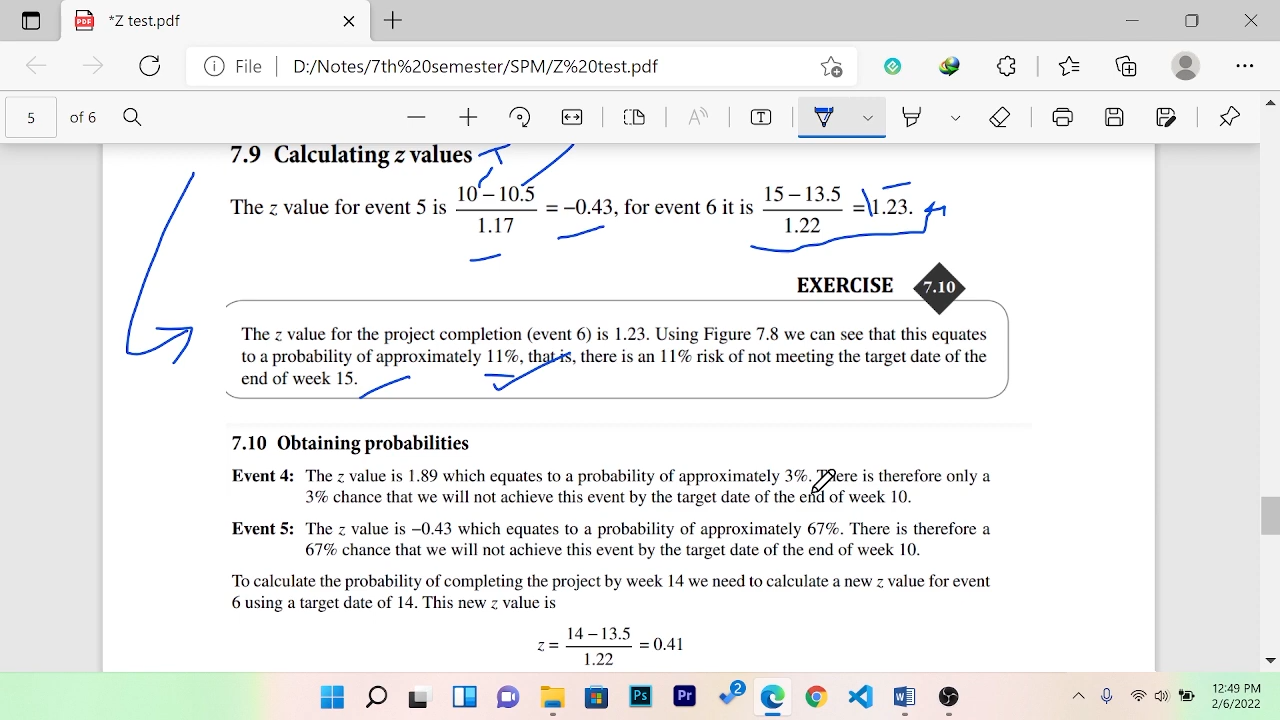 *Z test.pdf
File
D:/Notes/7th%20semester/SPM/Z%20test.pdf
5 of 6
7.9 Calculating z values
The z value for event 5 is (10 – 10.5)/1.17 = –0.43, for event 6 it is (15 – 13.5)/1.22 = 1.23.
EXERCISE 7.10
The z value for the project completion (event 6) is 1.23. Using Figure 7.8 we can see that this equates
to a probability of approximately 11%, that is, there is an 11% risk of not meeting the target date of the
end of week 15.
7.10 Obtaining probabilities
Event 4: The z value is 1.89 which equates to a probability of approximately 3%. There is therefore only a
3% chance that we will not achieve this event by the target date of the end of week 10.
Event 5: The z value is –0.43 which equates to a probability of approximately 67%. There is therefore a
67% chance that we will not achieve this event by the target date of the end of week 10.
To calculate the probability of completing the project by week 14 we need to calculate a new z value for event
6 using a target date of 14. This new z value is
z = (14 – 13.5)/1.22 = 0.41
12:49 PM
2/6/2022